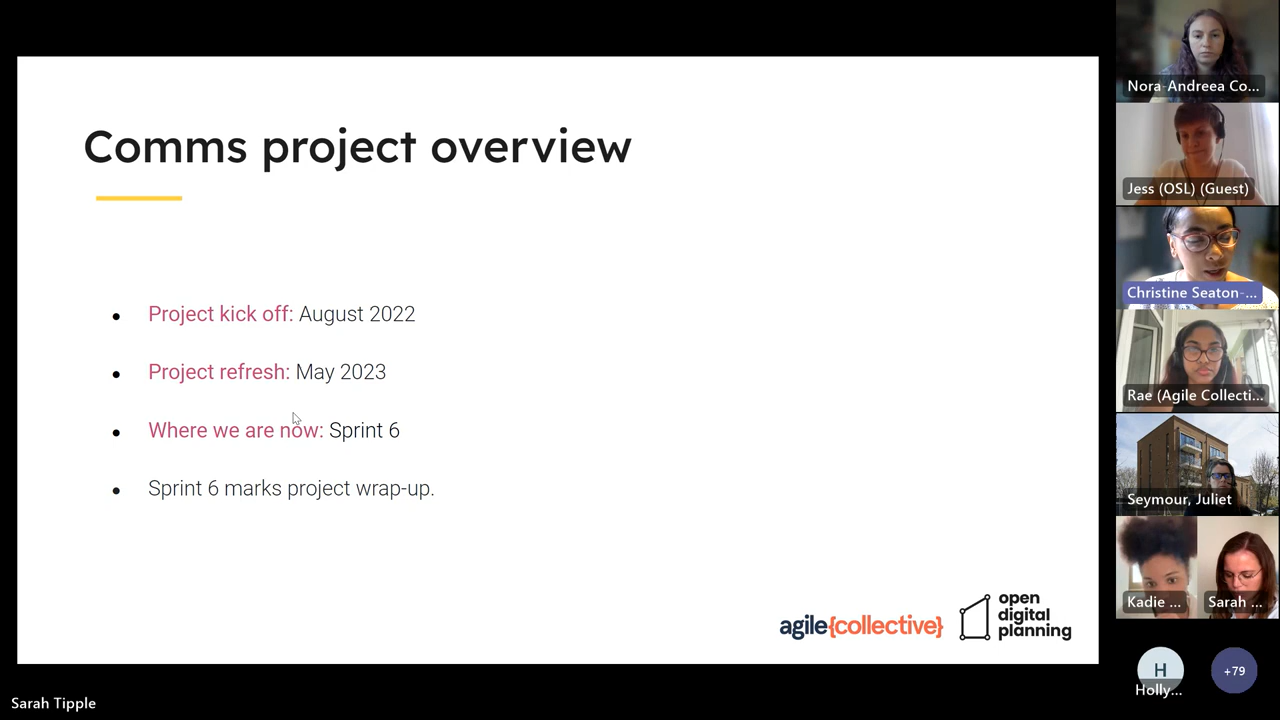 Comms project overview
● Project kick off: August 2022
● Project refresh: May 2023
● Where we are now: Sprint 6
● Sprint 6 marks project wrap-up.
agile{collective}
open
digital
planning
Nora-Andreea Co...
Jess (OSL) (Guest)
Christine Seaton-...
Rae (Agile Collecti...
Seymour, Juliet
Kadie ...
Sarah ...
H
Holly...
+79
Sarah Tipple